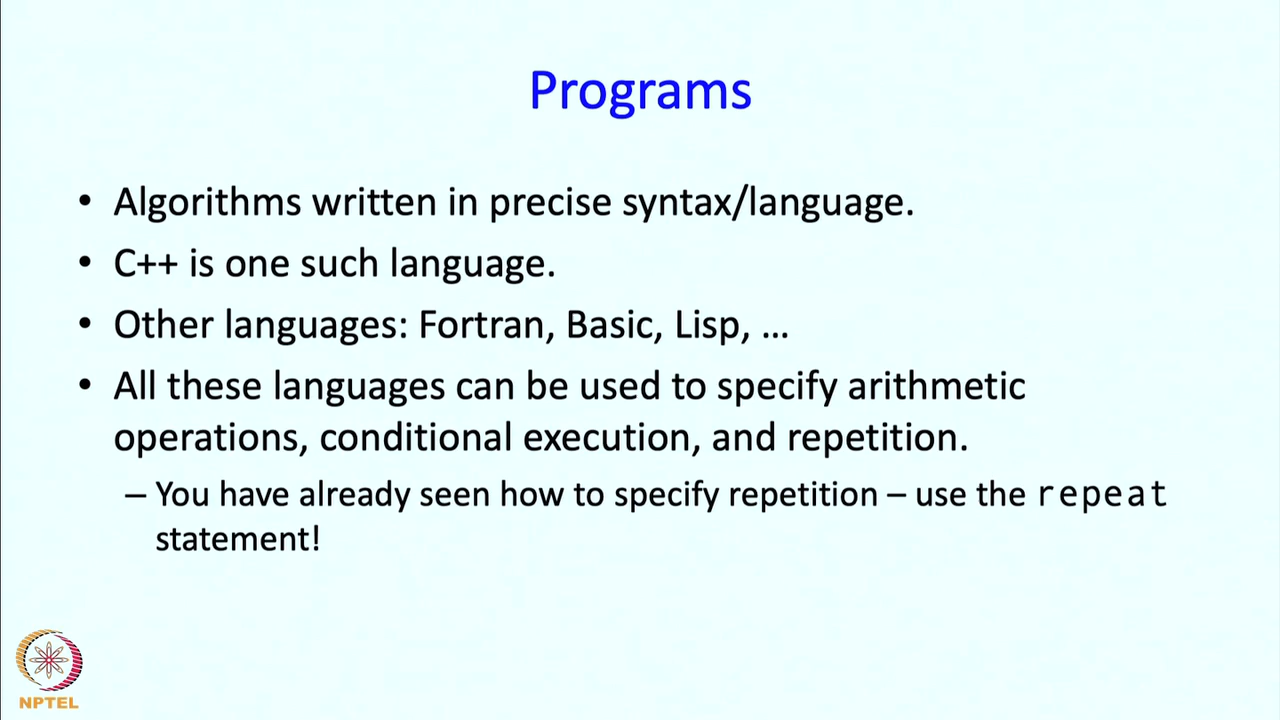 Programs
• Algorithms written in precise syntax/language.
• C++ is one such language.
• Other languages: Fortran, Basic, Lisp, …
• All these languages can be used to specify arithmetic
operations, conditional execution, and repetition.
– You have already seen how to specify repetition – use the repeat
statement!
NPTEL